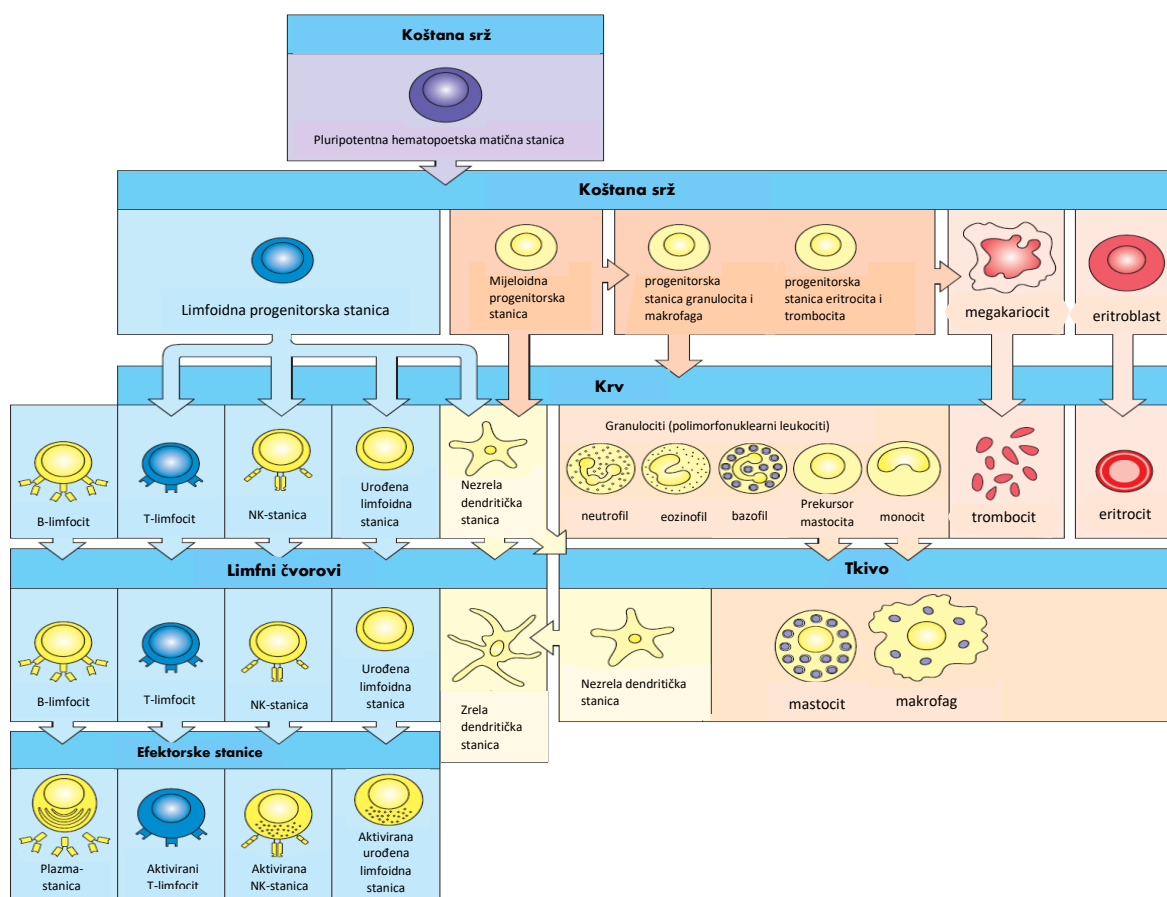 Koštana srž
Pluripotentna hematopoetska matična stanica
Koštana srž
Limfoidna progenitorska stanica
Mijeloidna
progenitorska
stanica
progenitorska
stanica granulocita i
makrofaga
progenitorska
stanica eritrocita i
trombocita
megakariocit
eritroblast
Krv
B-limfocit
T-limfocit
NK-stanica
Urođena
limfoidna
stanica
Nezrela
dendritička
stanica
Granulociti (polimorfonuklearni leukociti)
neutrofil
eozinofil
bazofil
Prekursor
mastocita
monocit
trombocit
eritrocit
Limfni čvorovi
Tkivo
B-limfocit
T-limfocit
NK-stanica
Urođena
limfoidna
stanica
Zrela
dendritička
stanica
Nezrela dendritička
stanica
mastocit
makrofag
Efektorske stanice
Plazma-
stanica
Aktivirani
T-limfocit
Aktivirana
NK-stanica
Aktivirana
urođena
limfoidna
stanica